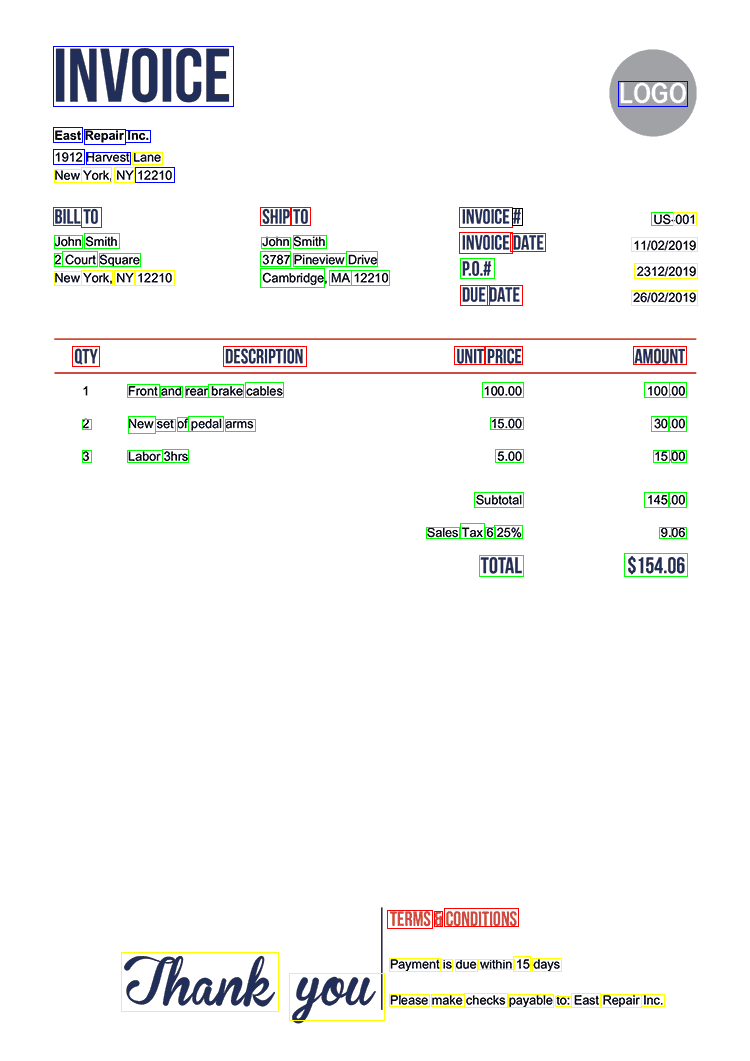 INVOICE
LOGO
East Repair Inc.
1912 Harvest Lane
New York, NY 12210
BILL TO
John Smith
2 Court Square
New York, NY 12210
SHIP TO
John Smith
3787 Pineview Drive
Cambridge, MA 12210
INVOICE # US-001
INVOICE DATE 11/02/2019
P.O.# 2312/2019
DUE DATE 26/02/2019
QTY DESCRIPTION UNIT PRICE AMOUNT
1 Front and rear brake cables 100.00 100.00
2 New set of pedal arms 15.00 30.00
3 Labor 3hrs 5.00 15.00
Subtotal 145.00
Sales Tax 6.25% 9.06
TOTAL $154.06
TERMS & CONDITIONS
Payment is due within 15 days
Please make checks payable to: East Repair Inc.
Thank you